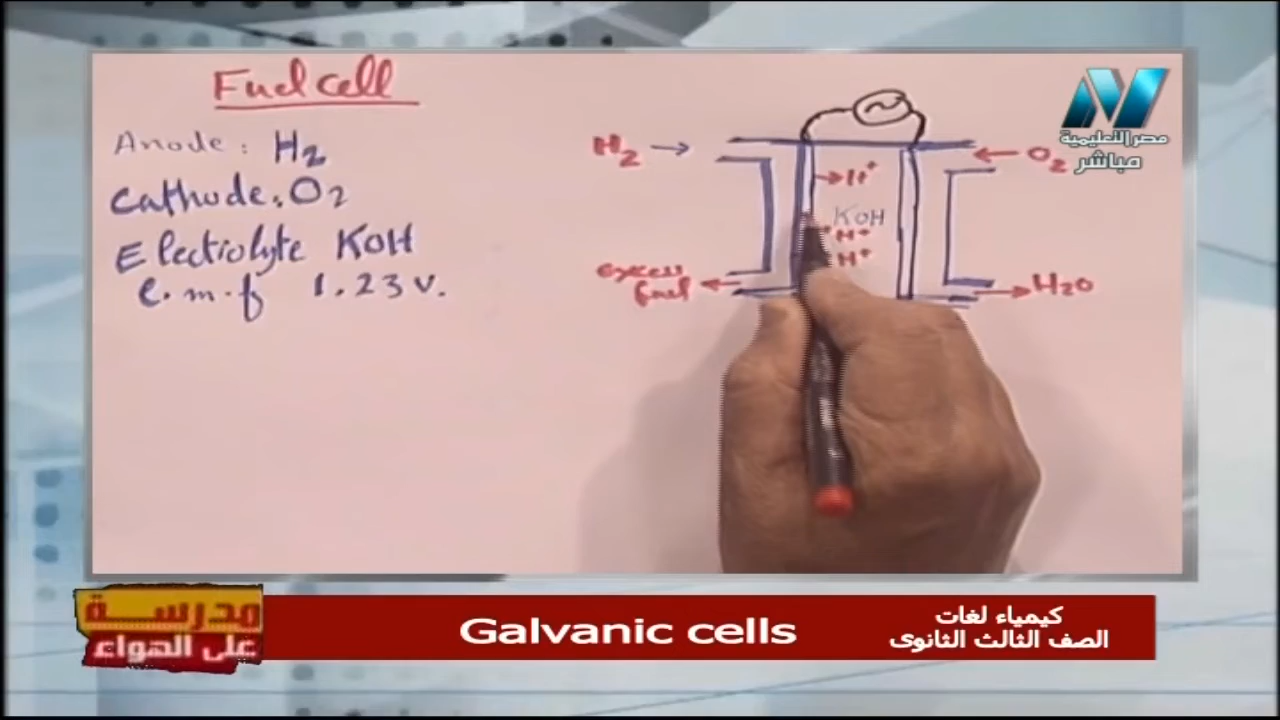 Fuel cell
Anode: H2
Cathode: O2
Electrolyte KOH
e.m.f 1.23 v.
H2 →
← O2
→ H+
KOH
H+
H+
excess
fuel ←
→ H2O
مصر التعليمية
مباشر
مدرسة
على الهواء
Galvanic cells
كيمياء لغات
الصف الثالث الثانوى